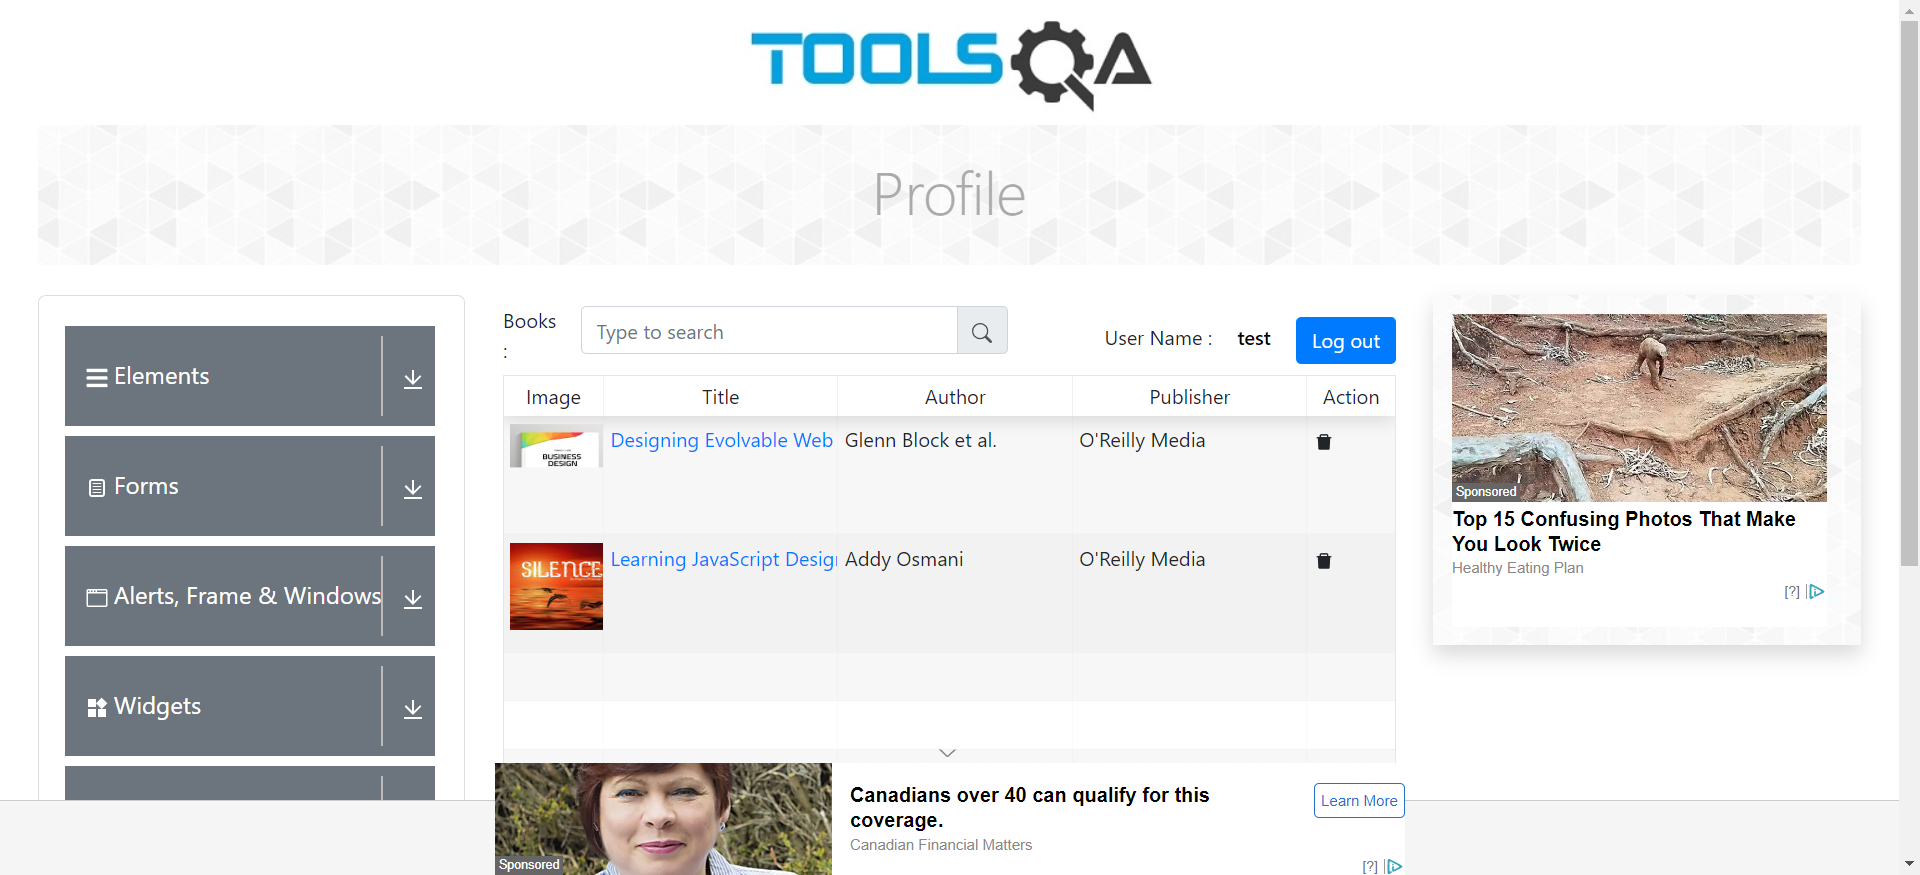 TOOLSQA
Profile
Elements
Forms
Alerts, Frame & Windows
Widgets
Books
:
Type to search
User Name :
test
Log out
Image
Title
Author
Publisher
Action
BUSINESS
DESIGN
Designing Evolvable Web
Glenn Block et al.
O'Reilly Media
SILENCE
Learning JavaScript Desig
Addy Osmani
O'Reilly Media
Sponsored
Top 15 Confusing Photos That Make
You Look Twice
Healthy Eating Plan
[?]
Sponsored
Canadians over 40 can qualify for this
coverage.
Canadian Financial Matters
Learn More
[?]